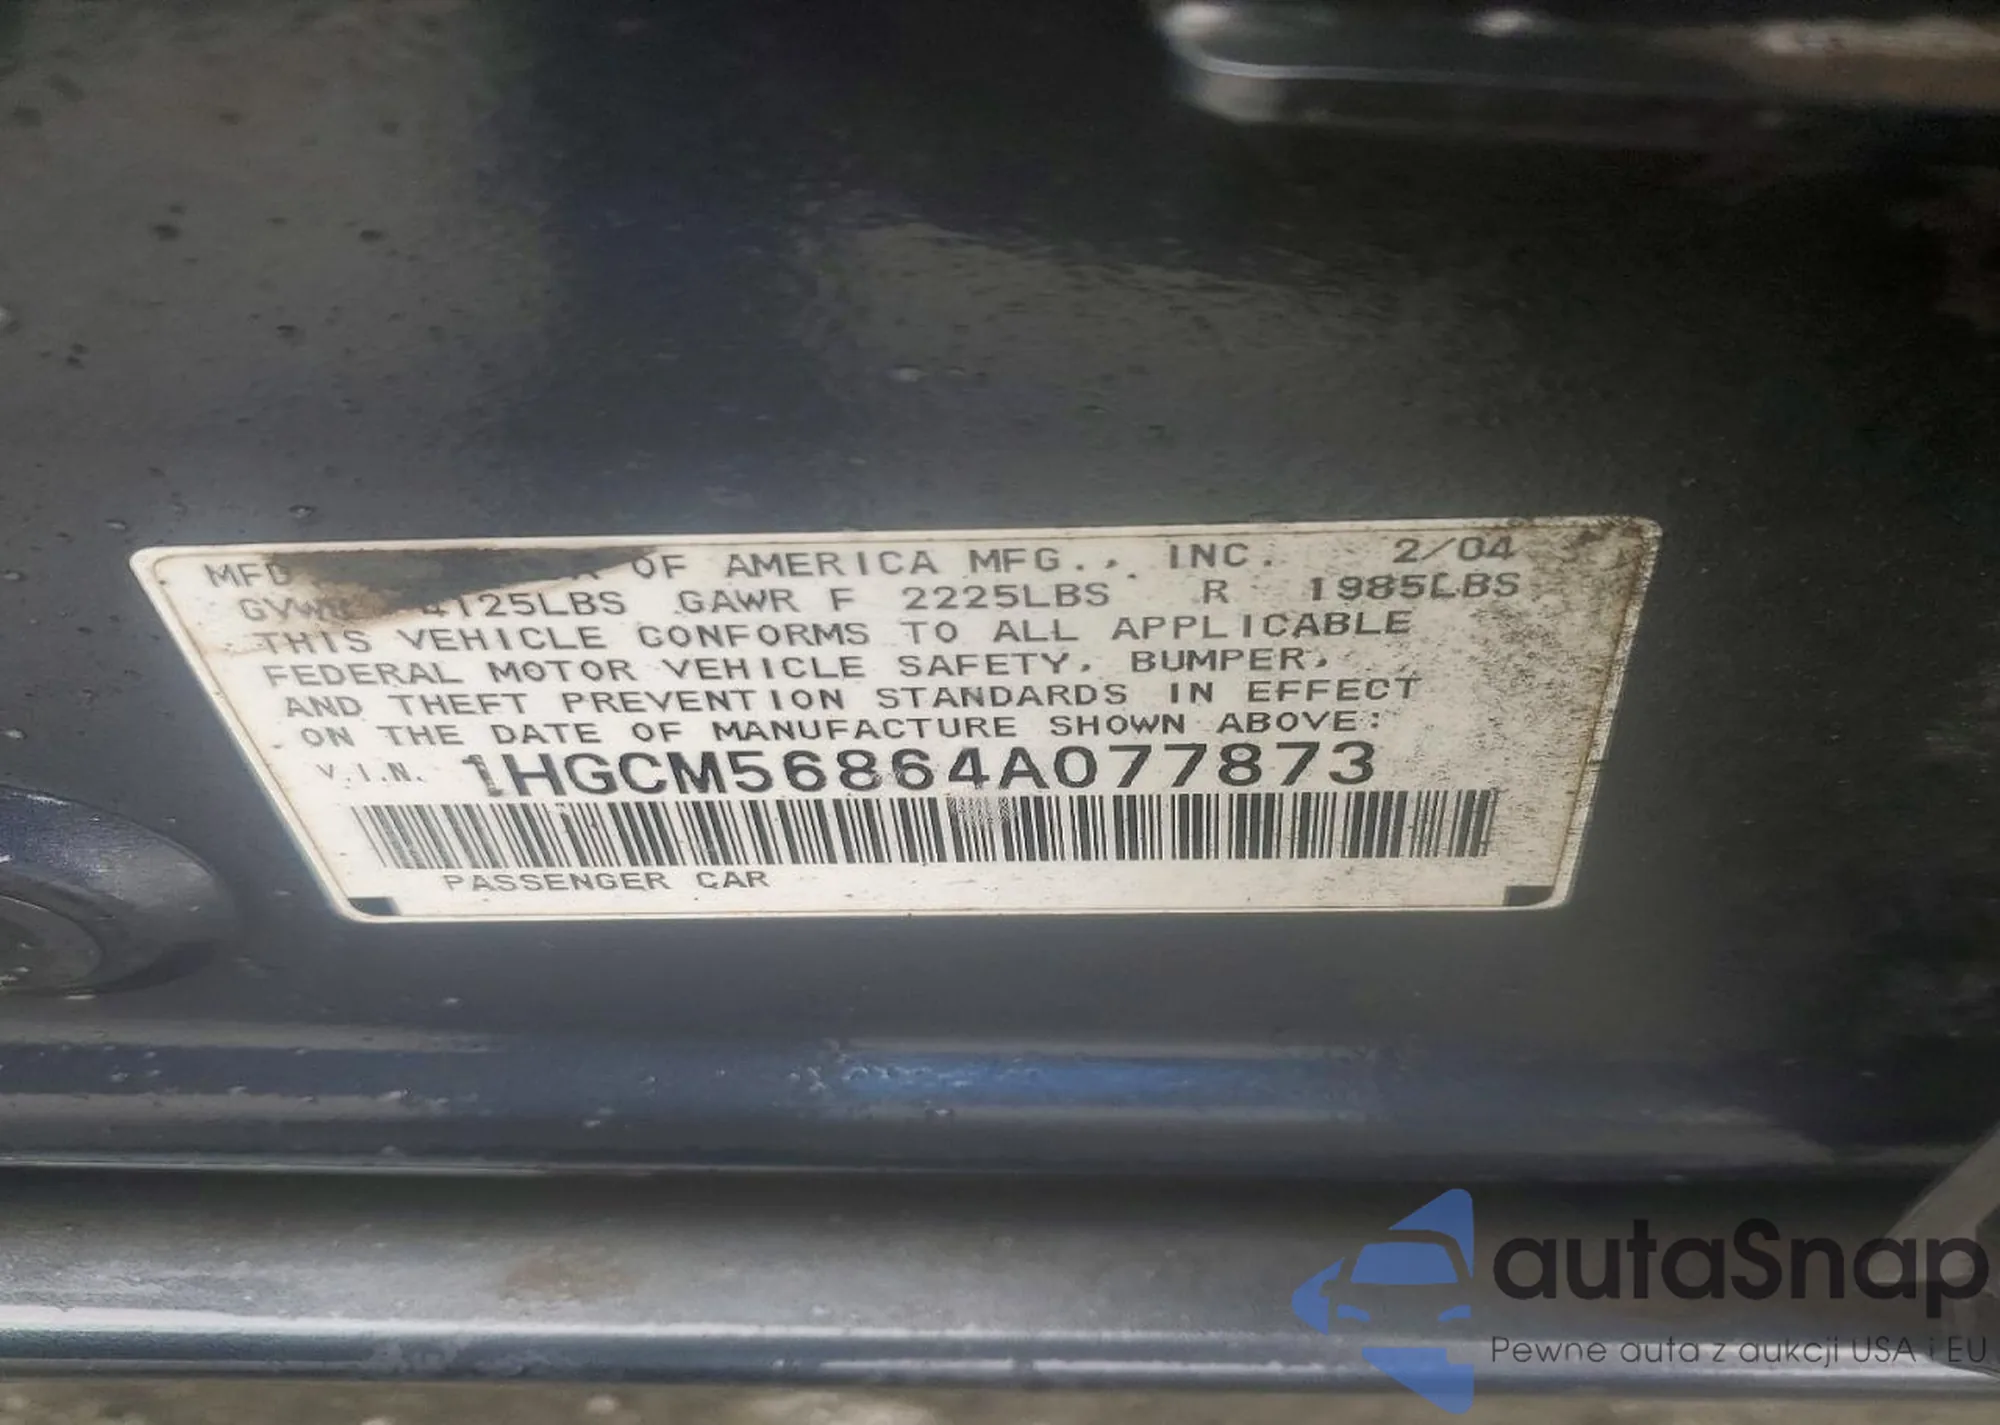 MFD OF AMERICA MFG., INC. 2/04
GVWR 4125LBS GAWR F 2225LBS R 1985LBS
THIS VEHICLE CONFORMS TO ALL APPLICABLE
FEDERAL MOTOR VEHICLE SAFETY, BUMPER,
AND THEFT PREVENTION STANDARDS IN EFFECT
ON THE DATE OF MANUFACTURE SHOWN ABOVE:
V.I.N. 1HGCM56864A077873
PASSENGER CAR
autaSnap
Pewne auta z aukcji USA i EU